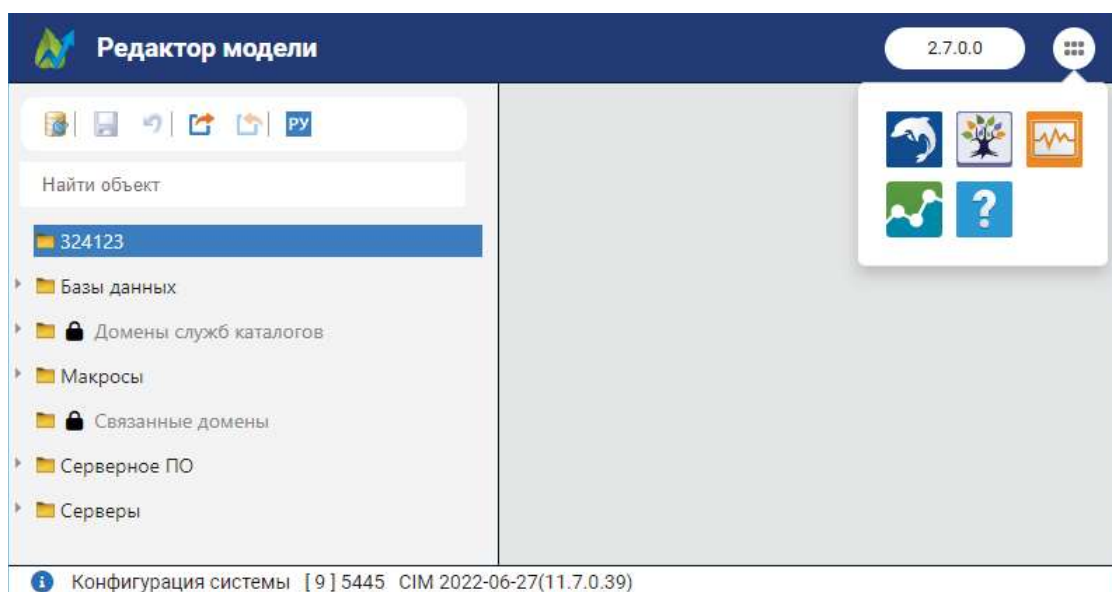 Редактор модели
2.7.0.0
РУ
Найти объект
324123
Базы данных
Домены служб каталогов
Макросы
Связанные домены
Серверное ПО
Серверы
Конфигурация системы [ 9 ] 5445 CIM 2022-06-27(11.7.0.39)